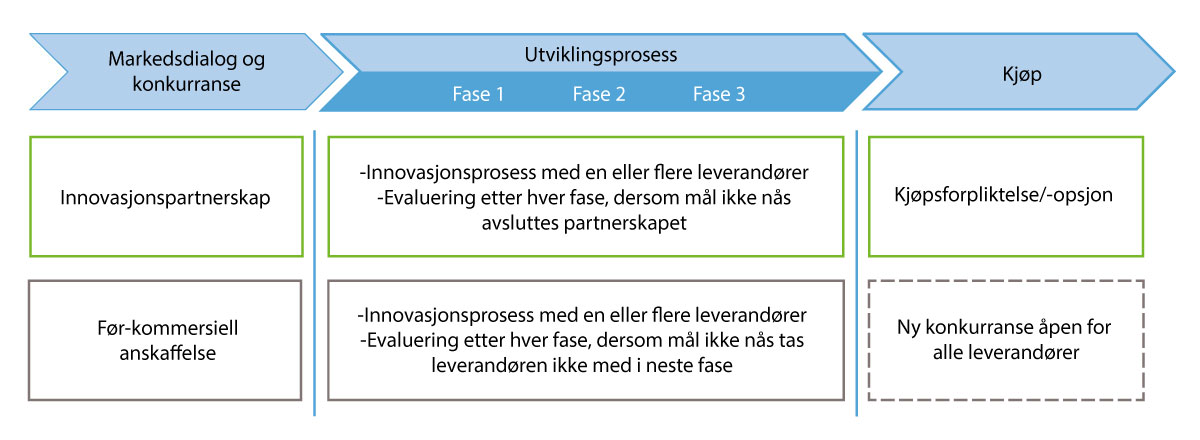 Markedsdialog og
konkurranse
Utviklingsprosess
Fase 1
Fase 2
Fase 3
Kjøp
Innovasjonspartnerskap
-Innovasjonsprosess med en eller flere leverandører
-Evaluering etter hver fase, dersom mål ikke nås
avsluttes partnerskapet
Kjøpsforpliktelse/-opsjon
Før-kommersiell
anskaffelse
-Innovasjonsprosess med en eller flere leverandører
-Evaluering etter hver fase, dersom mål ikke nås tas
leverandøren ikke med i neste fase
Ny konkurranse åpen for
alle leverandører